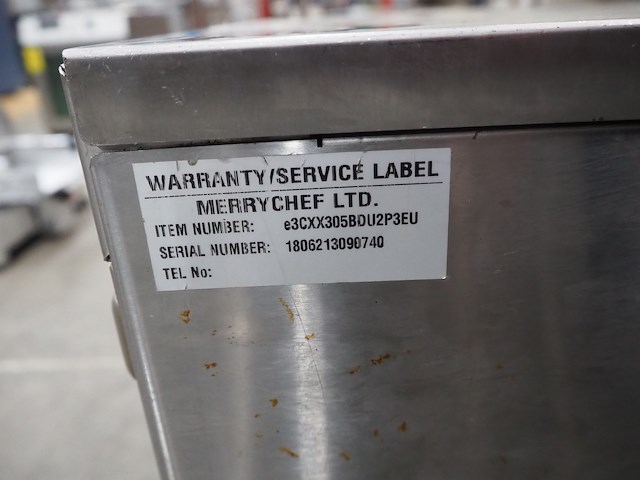 WARRANTY/SERVICE LABEL
MERRYCHEF LTD.
ITEM NUMBER: e3CXX305BDU2P3EU
SERIAL NUMBER: 1806213090740
TEL No: